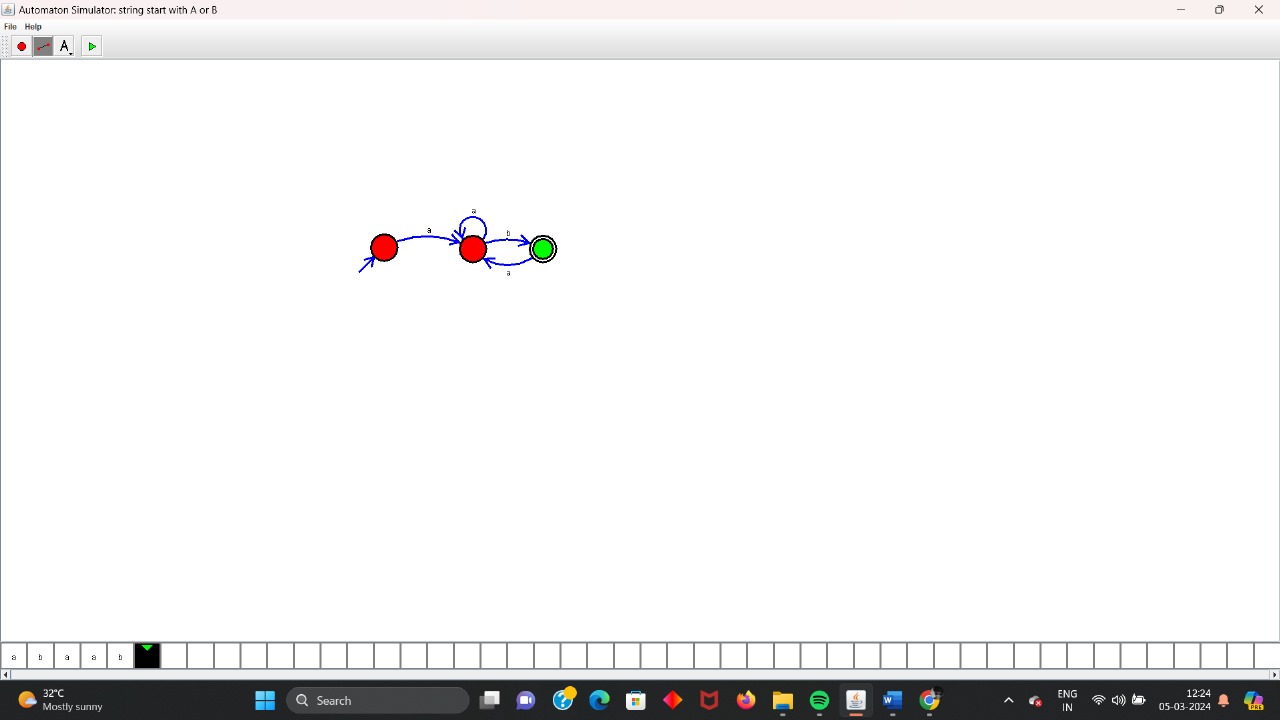 Automaton Simulator: string start with A or B
File Help
A
a
a b
a
a b a a b
32°C
Mostly sunny
Search
ENG
IN
12:24
05-03-2024